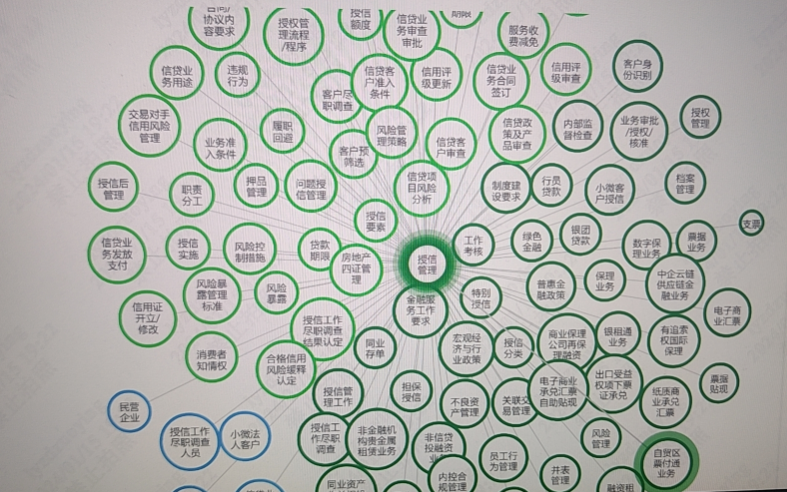 协议内
容要求
授权管
理流程
/程序
授信
额度
信贷业
务审查
审批
期限
服务收
费减免
信贷业
务用途
违规
行为
客户尽
职调查
信贷客
户准入
条件
信用评
级更新
信贷业
务合同
签订
信用评
级审查
客户身
份识别
交易对手
信用风险
管理
业务准
入条件
履职
回避
客户预
筛选
风险管
理策略
信贷客
户审查
信贷政
策及产
品审查
内部监
督检查
业务审批
/授权/
核准
授权
管理
授信后
管理
职责
分工
押品
管理
问题授
信管理
信贷项
目风险
分析
制度建
设要求
行员
贷款
小微客
户授信
档案
管理
授信
要素
支票
信贷业
务发放
支付
授信
实施
风险控
制措施
贷款
期限
房地产
四证管
理
授信
管理
工作
考核
绿色
金融
银团
贷款
数字保
理业务
票据
业务
风险暴
露管理
标准
风险
暴露
金融服
务工作
要求
特别
授信
普惠金
融政策
保理
业务
中企云链
供应链金
融业务
信用证
开立/
修改
授信工作
尽职调查
结果认定
电子商
业汇票
消费者
知情权
合格信用
风险缓释
认定
同业
存单
宏观经
济与行
业政策
授信
分类
商业保理
公司再保
理融资
银租通
业务
有追索
权国际
保理
民营
企业
授信管
理工作
担保
授信
不良资
产管理
关联交
易管理
电子商业
承兑汇票
自助贴现
出口受益
权项下票
证承兑
纸质商
业承兑
汇票
票据
贴现
授信工作
尽职调查
人员
小微法
人客户
授信工
作尽职
调查
非金融机
构贵金属
租赁业务
非信贷
投融资
员工行
为管理
风险
管理
自贸区
票付通
业务
同业资产
内控合
规管理
并表
管理
融资租